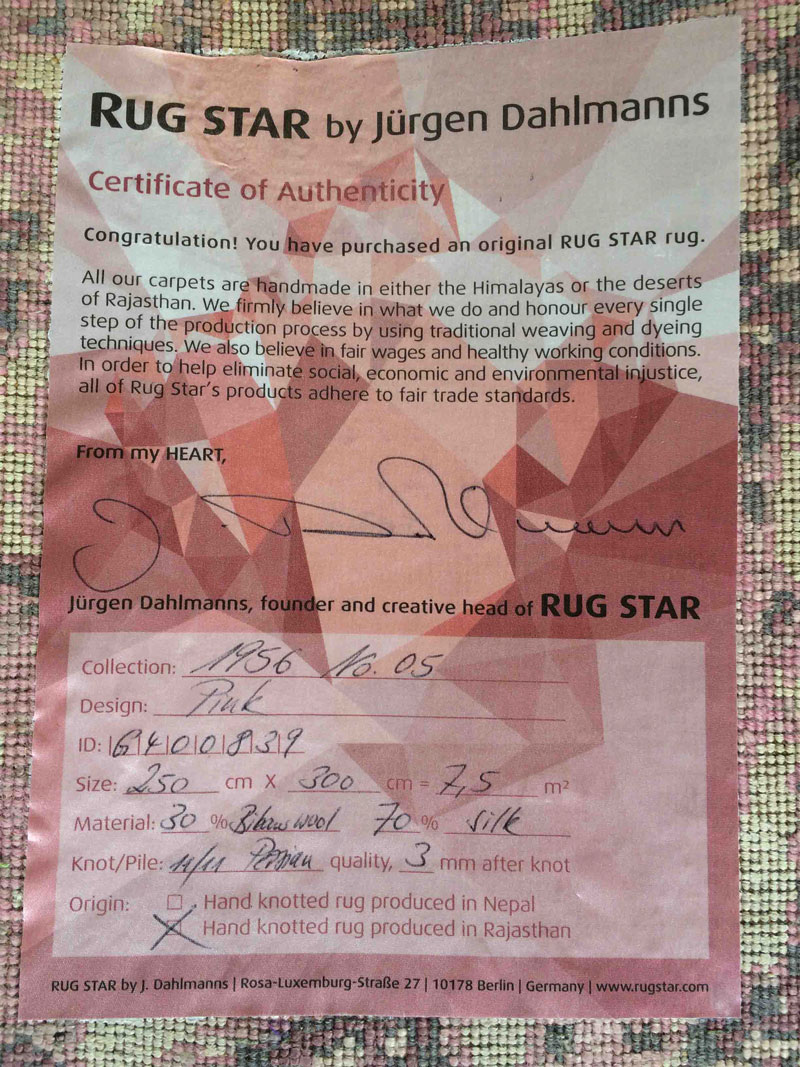 RUG STAR by Jürgen Dahlmanns
Certificate of Authenticity
Congratulation! You have purchased an original RUG STAR rug.
All our carpets are handmade in either the Himalayas or the deserts
of Rajasthan. We firmly believe in what we do and honour every single
step of the production process by using traditional weaving and dyeing
techniques. We also believe in fair wages and healthy working conditions.
In order to help eliminate social, economic and environmental injustice,
all of Rug Star's products adhere to fair trade standards.
From my HEART,
Jürgen Dahlmanns, founder and creative head of RUG STAR
Collection: 1956 No. 05
Design: Pink
ID: 6400839
Size: 250 cm X 300 cm = 7,5 m²
Material: 30 % wool 70 % Silk
Knot/Pile: 11/11 Persian quality, 3 mm after knot
Origin: Hand knotted rug produced in Nepal
Hand knotted rug produced in Rajasthan
RUG STAR by J. Dahlmanns | Rosa-Luxemburg-Straße 27 | 10178 Berlin | Germany | www.rugstar.com